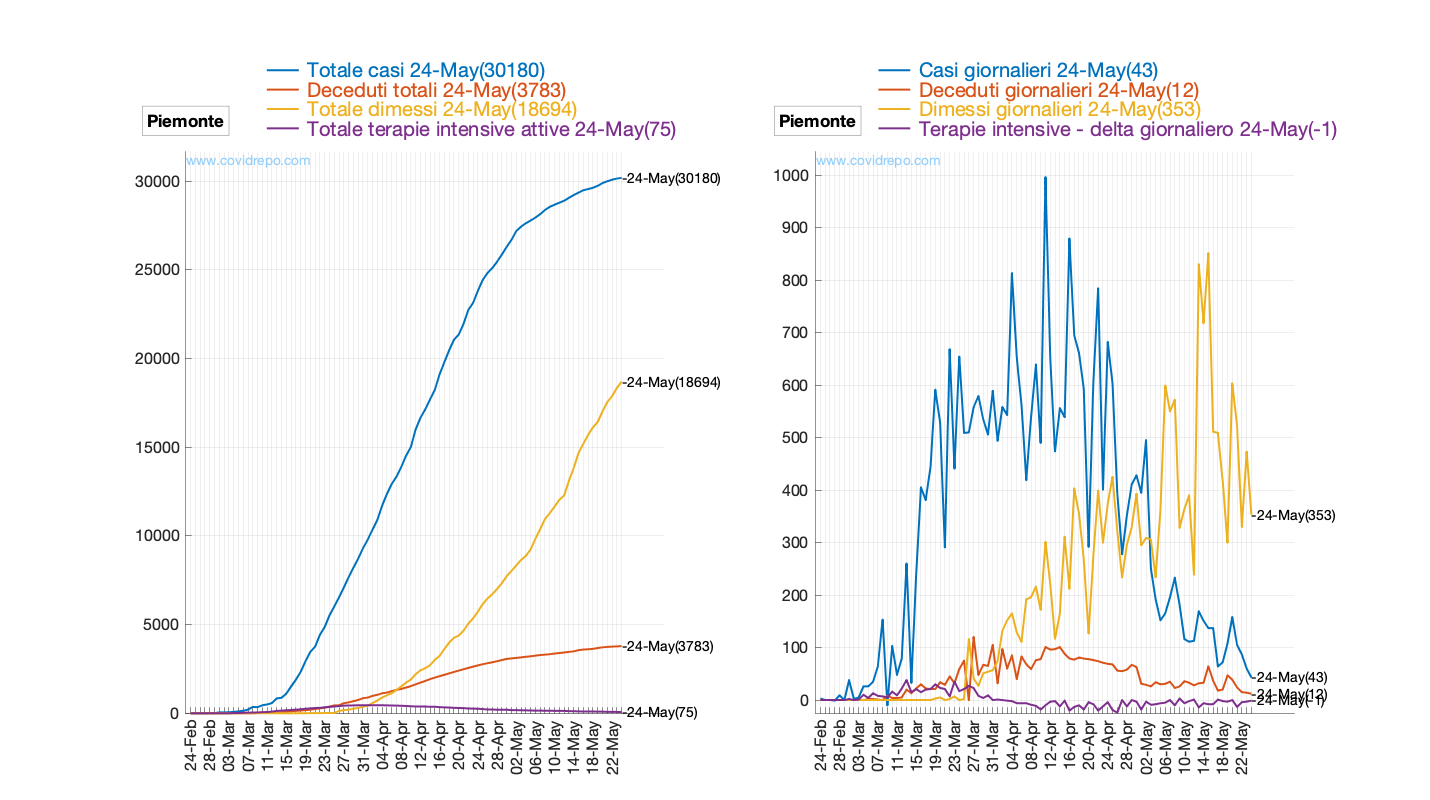 Totale casi 24-May(30180)
Deceduti totali 24-May(3783)
Totale dimessi 24-May(18694)
Totale terapie intensive attive 24-May(75)
Piemonte
www.covidrepo.com
30000
25000
20000
15000
10000
5000
0
-24-May(30180)
-24-May(18694)
-24-May(3783)
-24-May(75)
24-Feb
28-Feb
03-Mar
07-Mar
11-Mar
15-Mar
19-Mar
23-Mar
27-Mar
31-Mar
04-Apr
08-Apr
12-Apr
16-Apr
20-Apr
24-Apr
28-Apr
02-May
06-May
10-May
14-May
18-May
22-May
Casi giornalieri 24-May(43)
Deceduti giornalieri 24-May(12)
Dimessi giornalieri 24-May(353)
Terapie intensive - delta giornaliero 24-May(-1)
Piemonte
www.covidrepo.com
1000
900
800
700
600
500
400
300
200
100
0
-24-May(353)
-24-May(43)
-24-May(12)
-24-May(-1)
24-Feb
28-Feb
03-Mar
07-Mar
11-Mar
15-Mar
19-Mar
23-Mar
27-Mar
31-Mar
04-Apr
08-Apr
12-Apr
16-Apr
20-Apr
24-Apr
28-Apr
02-May
06-May
10-May
14-May
18-May
22-May